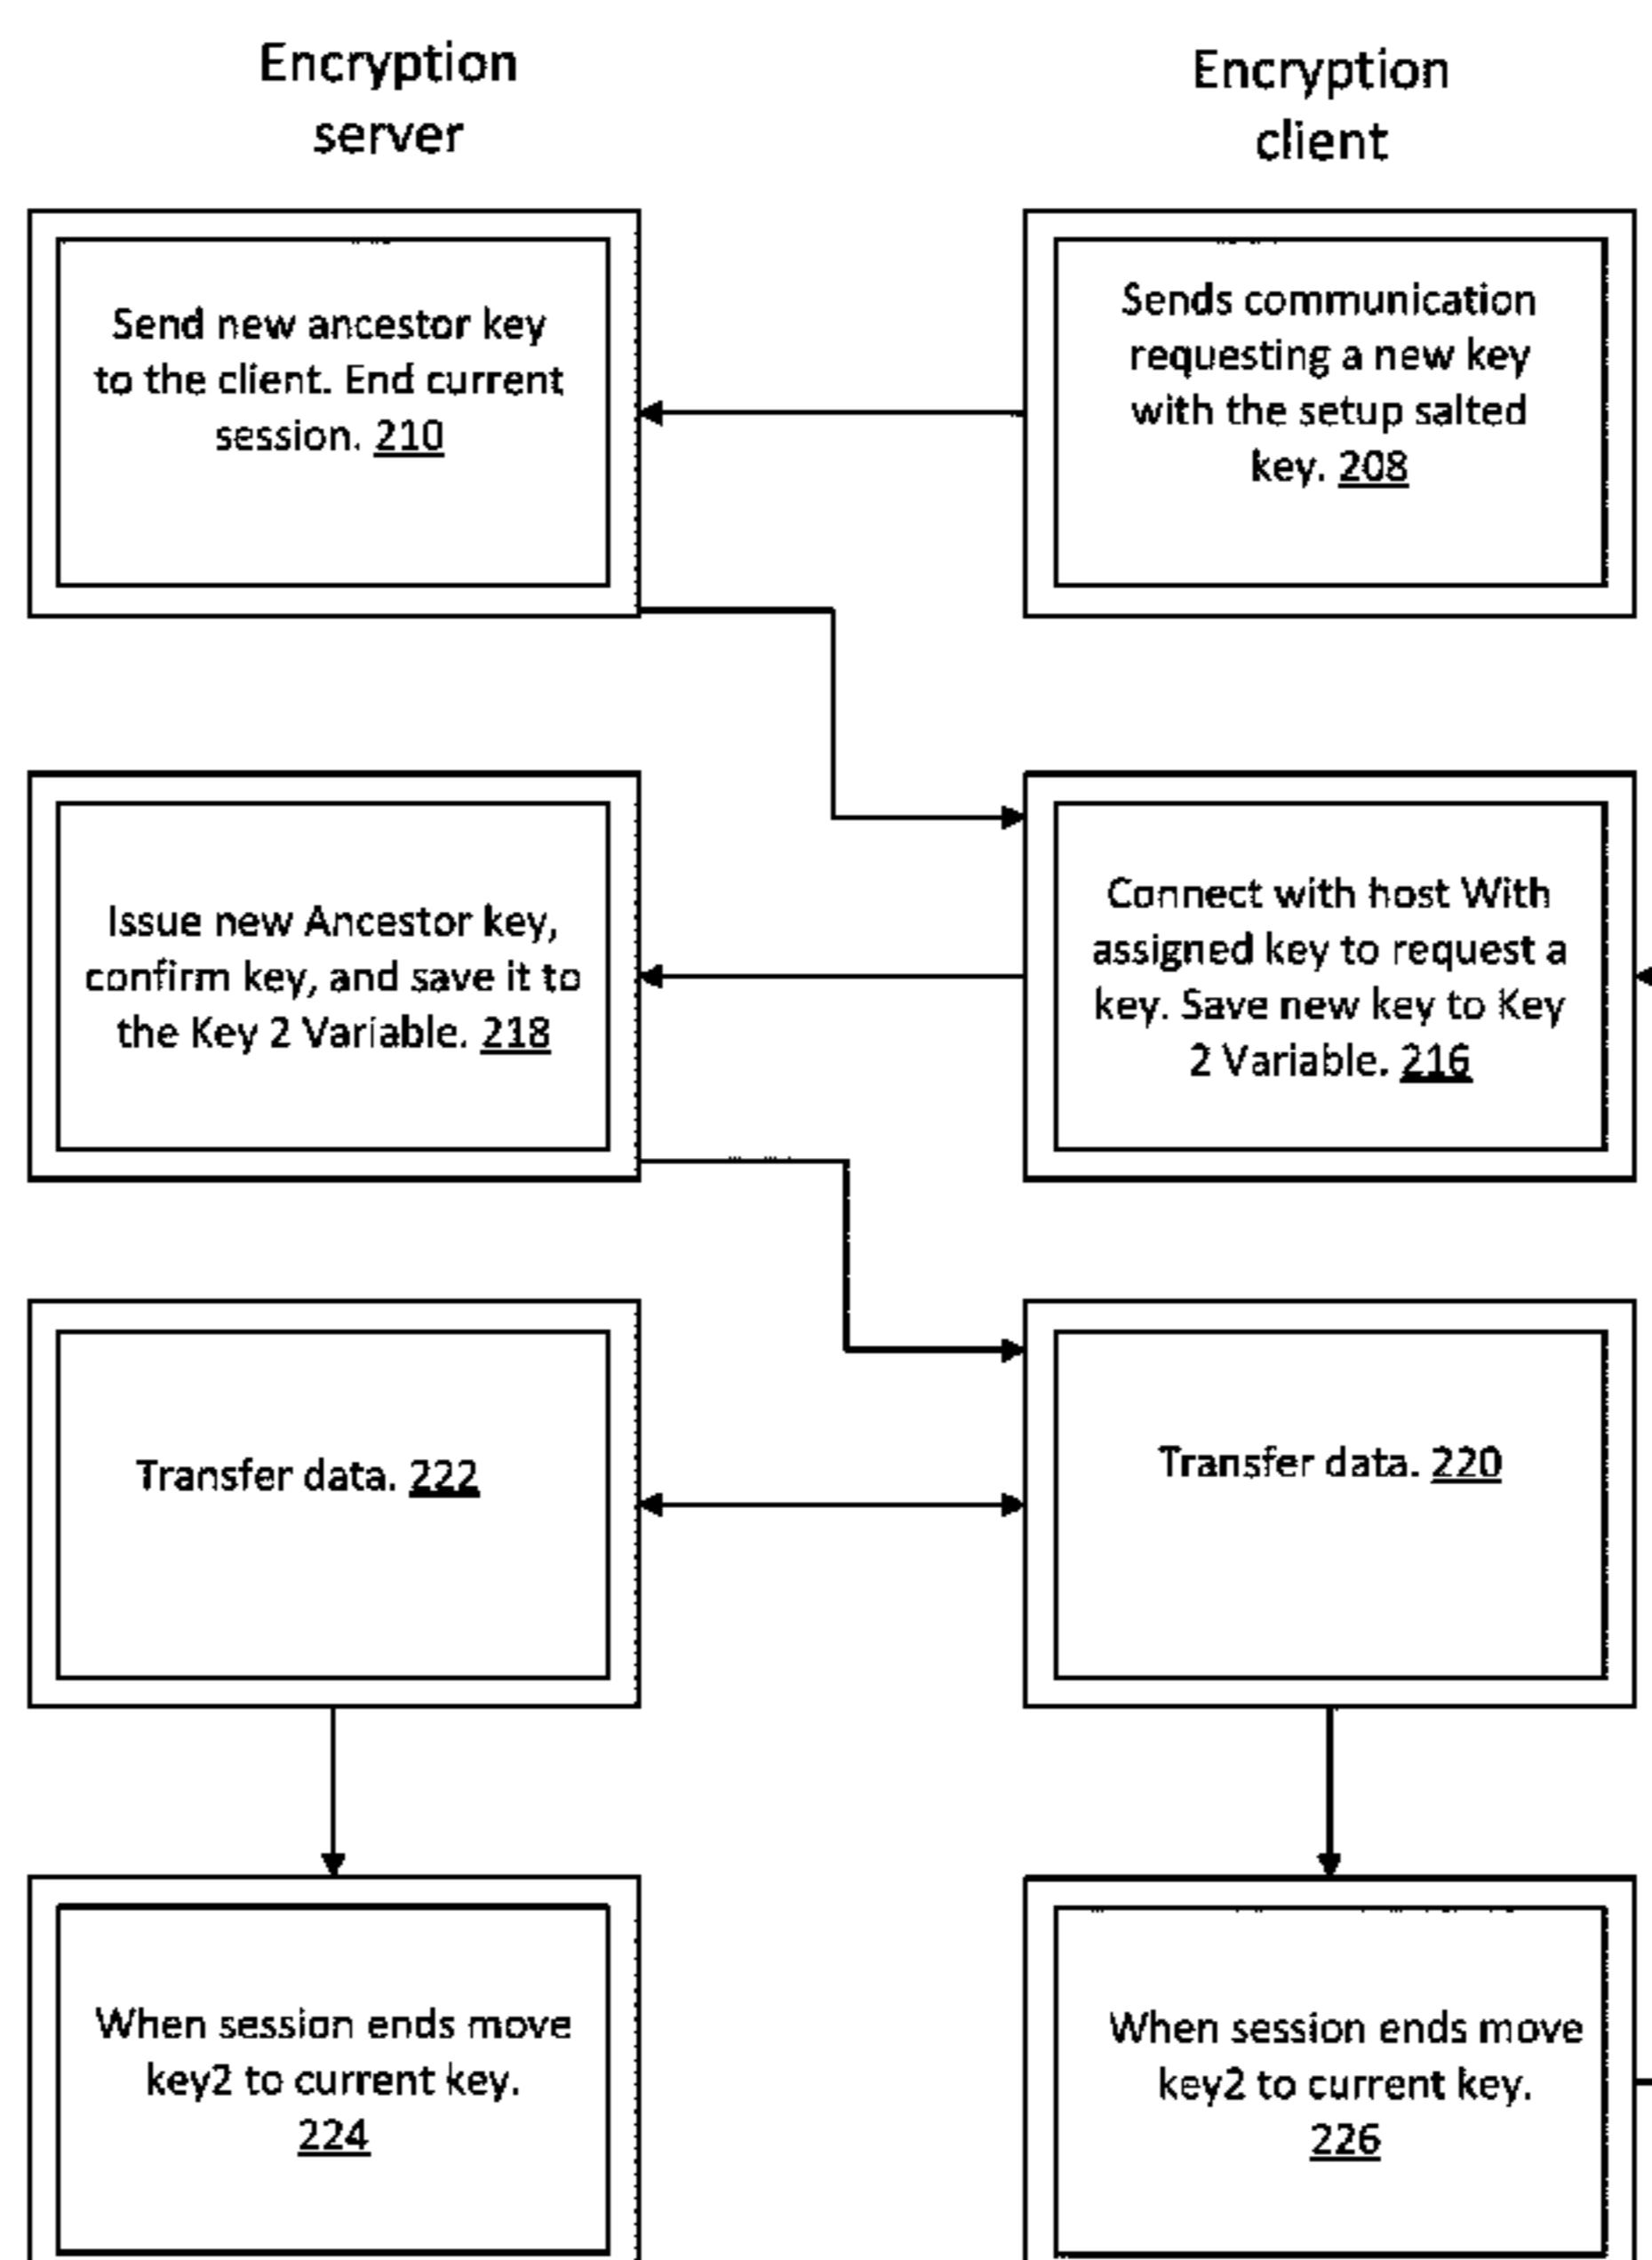 Encryption
server
Encryption
client
Send new ancestor key
to the client. End current
session. 210
Sends communication
requesting a new key
with the setup salted
key. 208
Issue new Ancestor key,
confirm key, and save it to
the Key 2 Variable. 218
Connect with host With
assigned key to request a
key. Save new key to Key
2 Variable. 216
Transfer data. 222
Transfer data. 220
When session ends move
key2 to current key.
224
When session ends move
key2 to current key.
226